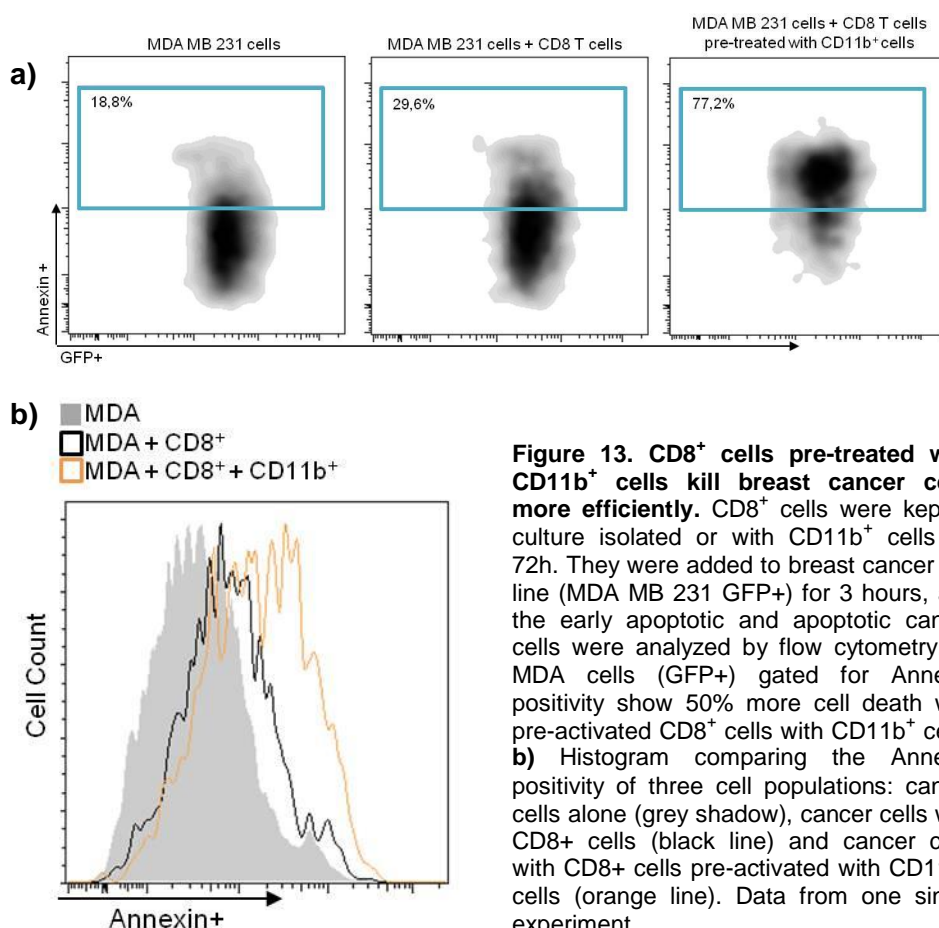 a)
MDA MB 231 cells
MDA MB 231 cells + CD8 T cells
MDA MB 231 cells + CD8 T cells
pre-treated with CD11b⁺ cells
18,8%
29,6%
77,2%
Annexin +
GFP+
b)
MDA
MDA + CD8⁺
MDA + CD8⁺ + CD11b⁺
Cell Count
Annexin+
Figure 13. CD8⁺ cells pre-treated w
CD11b⁺ cells kill breast cancer ce
more efficiently. CD8⁺ cells were kep
culture isolated or with CD11b⁺ cells
72h. They were added to breast cancer
line (MDA MB 231 GFP+) for 3 hours, a
the early apoptotic and apoptotic can
cells were analyzed by flow cytometry
MDA cells (GFP+) gated for Anne
positivity show 50% more cell death w
pre-activated CD8⁺ cells with CD11b⁺ ce
b) Histogram comparing the Anne
positivity of three cell populations: can
cells alone (grey shadow), cancer cells w
CD8+ cells (black line) and cancer c
with CD8+ cells pre-activated with CD11
cells (orange line). Data from one sin
experiment